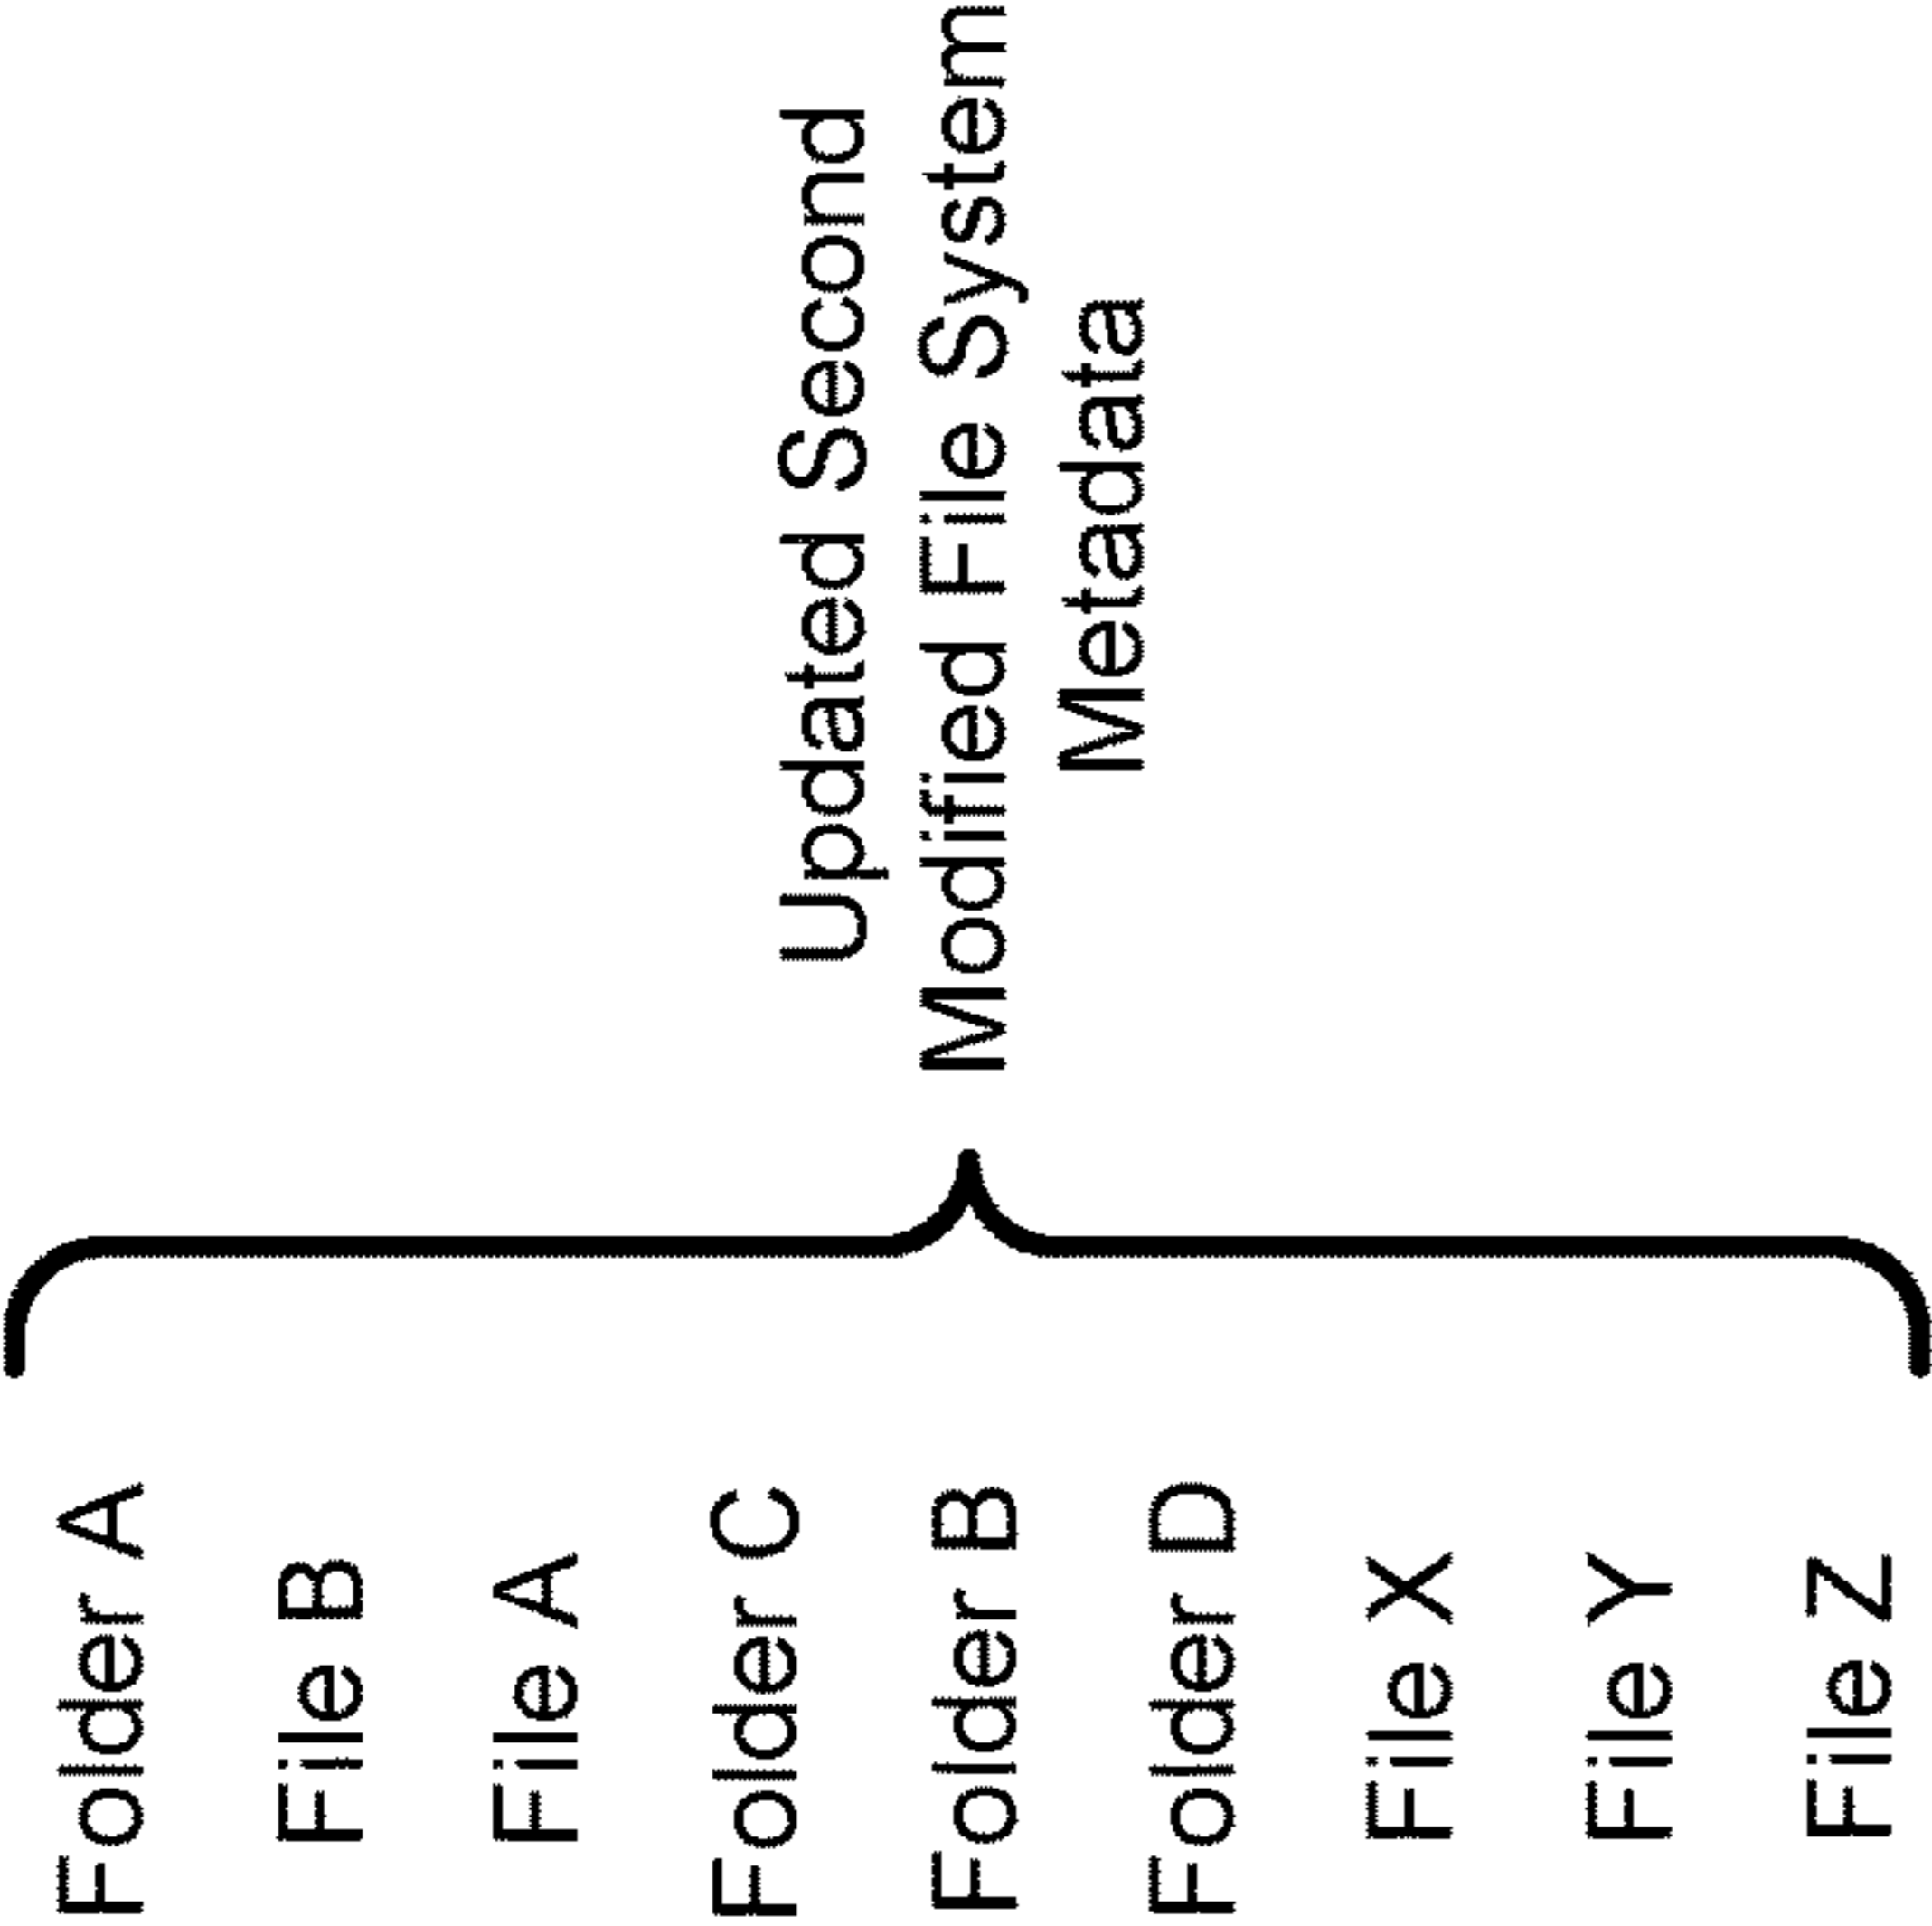 Folder A
File B
File A
Folder C
Folder B
Folder D
File X
File Y
File Z
Updated Second
Modified File System
Metadata